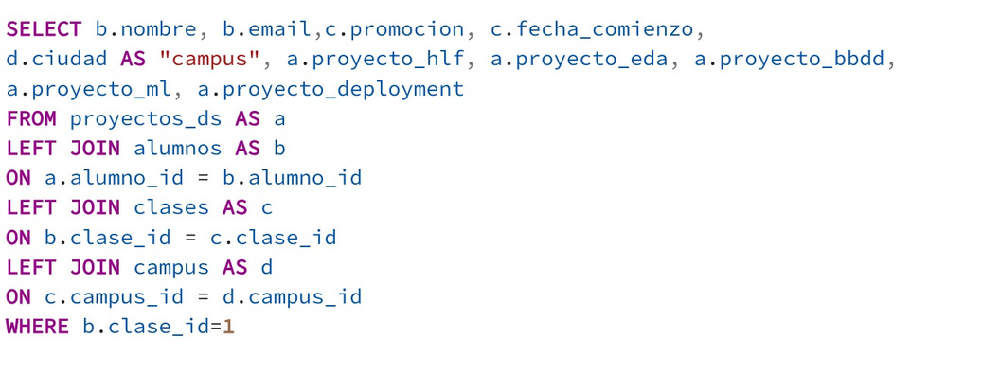 SELECT b.nombre, b.email,c.promocion, c.fecha_comienzo,
d.ciudad AS "campus", a.proyecto_hlf, a.proyecto_eda, a.proyecto_bbdd,
a.proyecto_ml, a.proyecto_deployment
FROM proyectos_ds AS a
LEFT JOIN alumnos AS b
ON a.alumno_id = b.alumno_id
LEFT JOIN clases AS c
ON b.clase_id = c.clase_id
LEFT JOIN campus AS d
ON c.campus_id = d.campus_id
WHERE b.clase_id=1